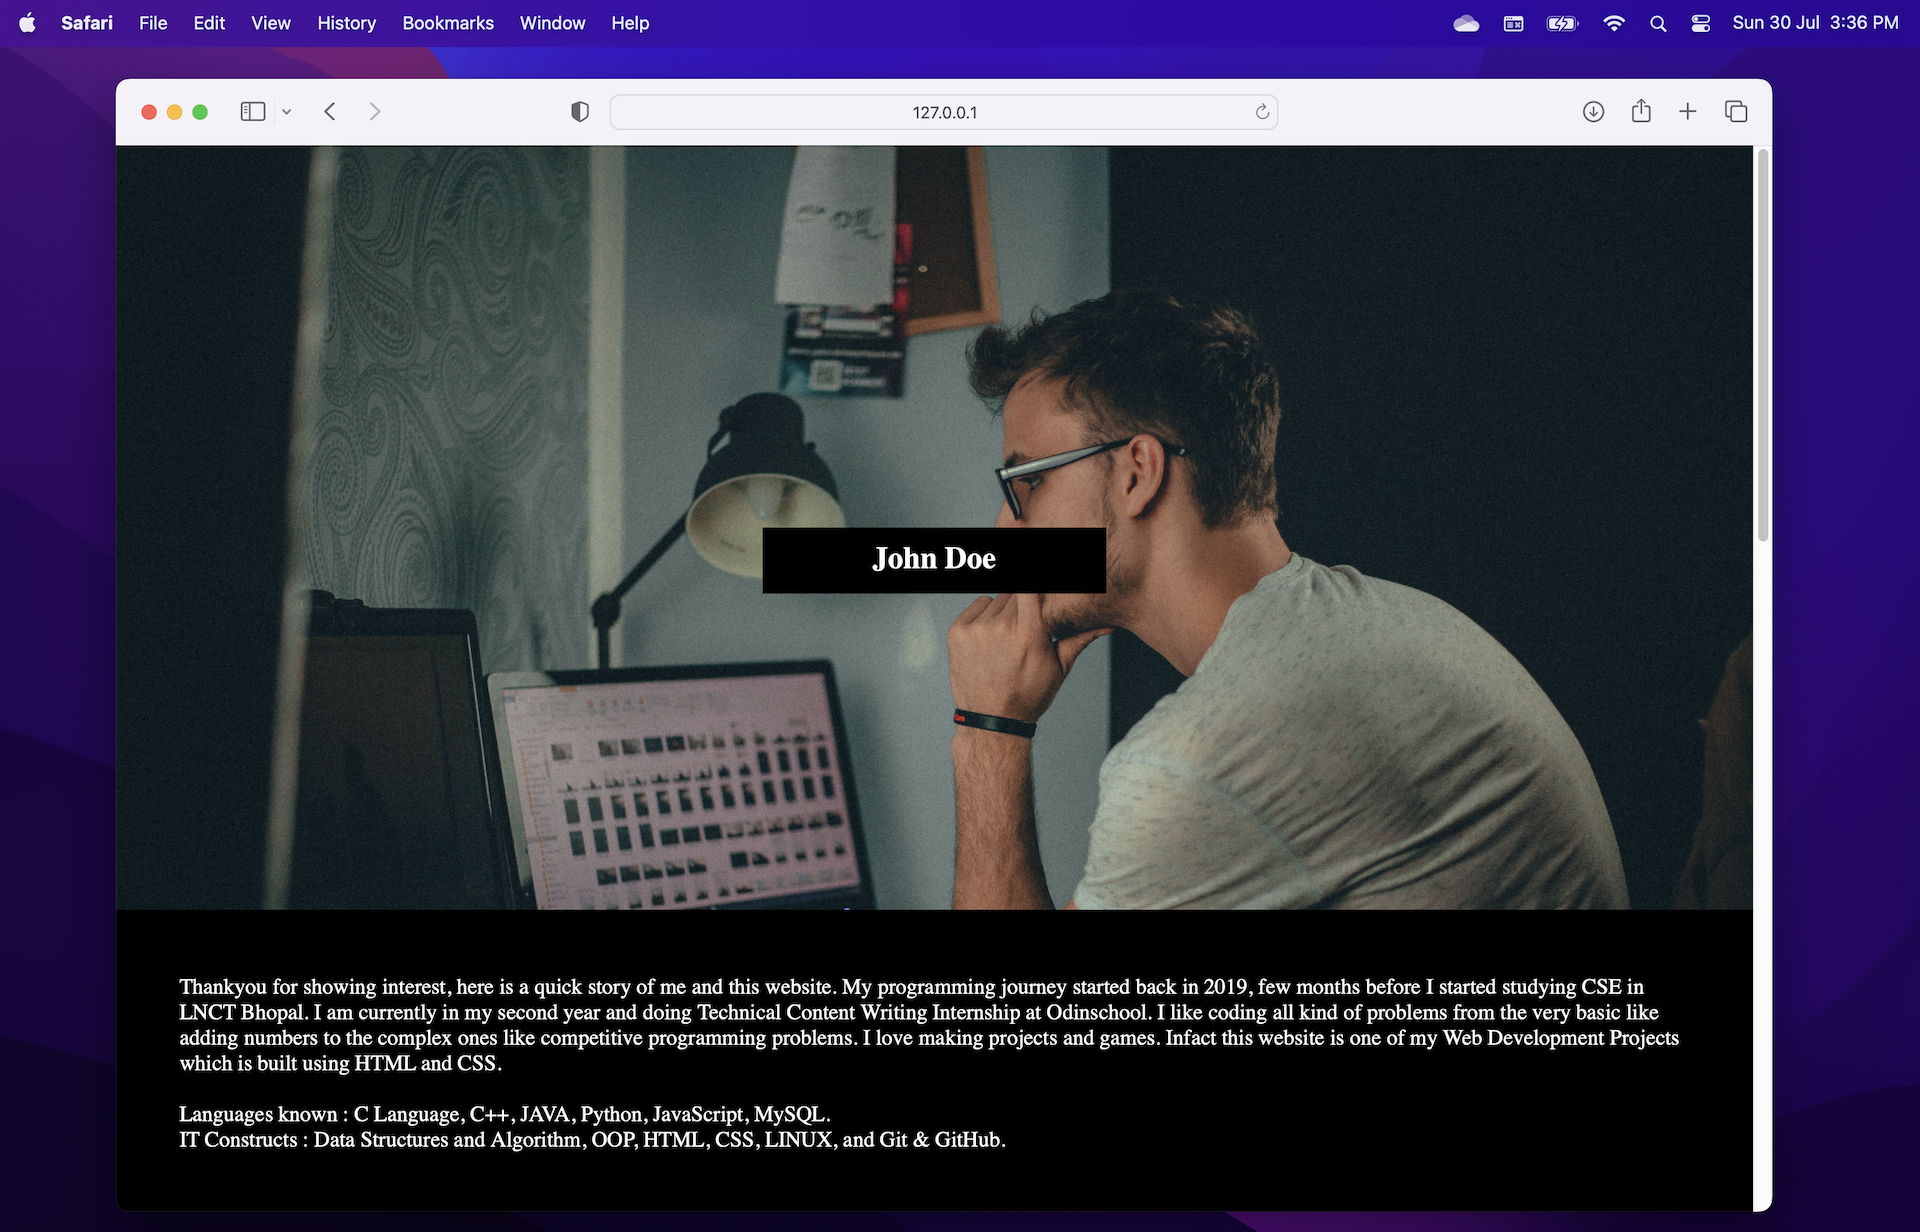 Safari File Edit View History Bookmarks Window Help Sun 30 Jul 3:36 PM
127.0.0.1
John Doe
Thankyou for showing interest, here is a quick story of me and this website. My programming journey started back in 2019, few months before I started studying CSE in
LNCT Bhopal. I am currently in my second year and doing Technical Content Writing Internship at Odinschool. I like coding all kind of problems from the very basic like
adding numbers to the complex ones like competitive programming problems. I love making projects and games. Infact this website is one of my Web Development Projects
which is built using HTML and CSS.
Languages known : C Language, C++, JAVA, Python, JavaScript, MySQL.
IT Constructs : Data Structures and Algorithm, OOP, HTML, CSS, LINUX, and Git & GitHub.